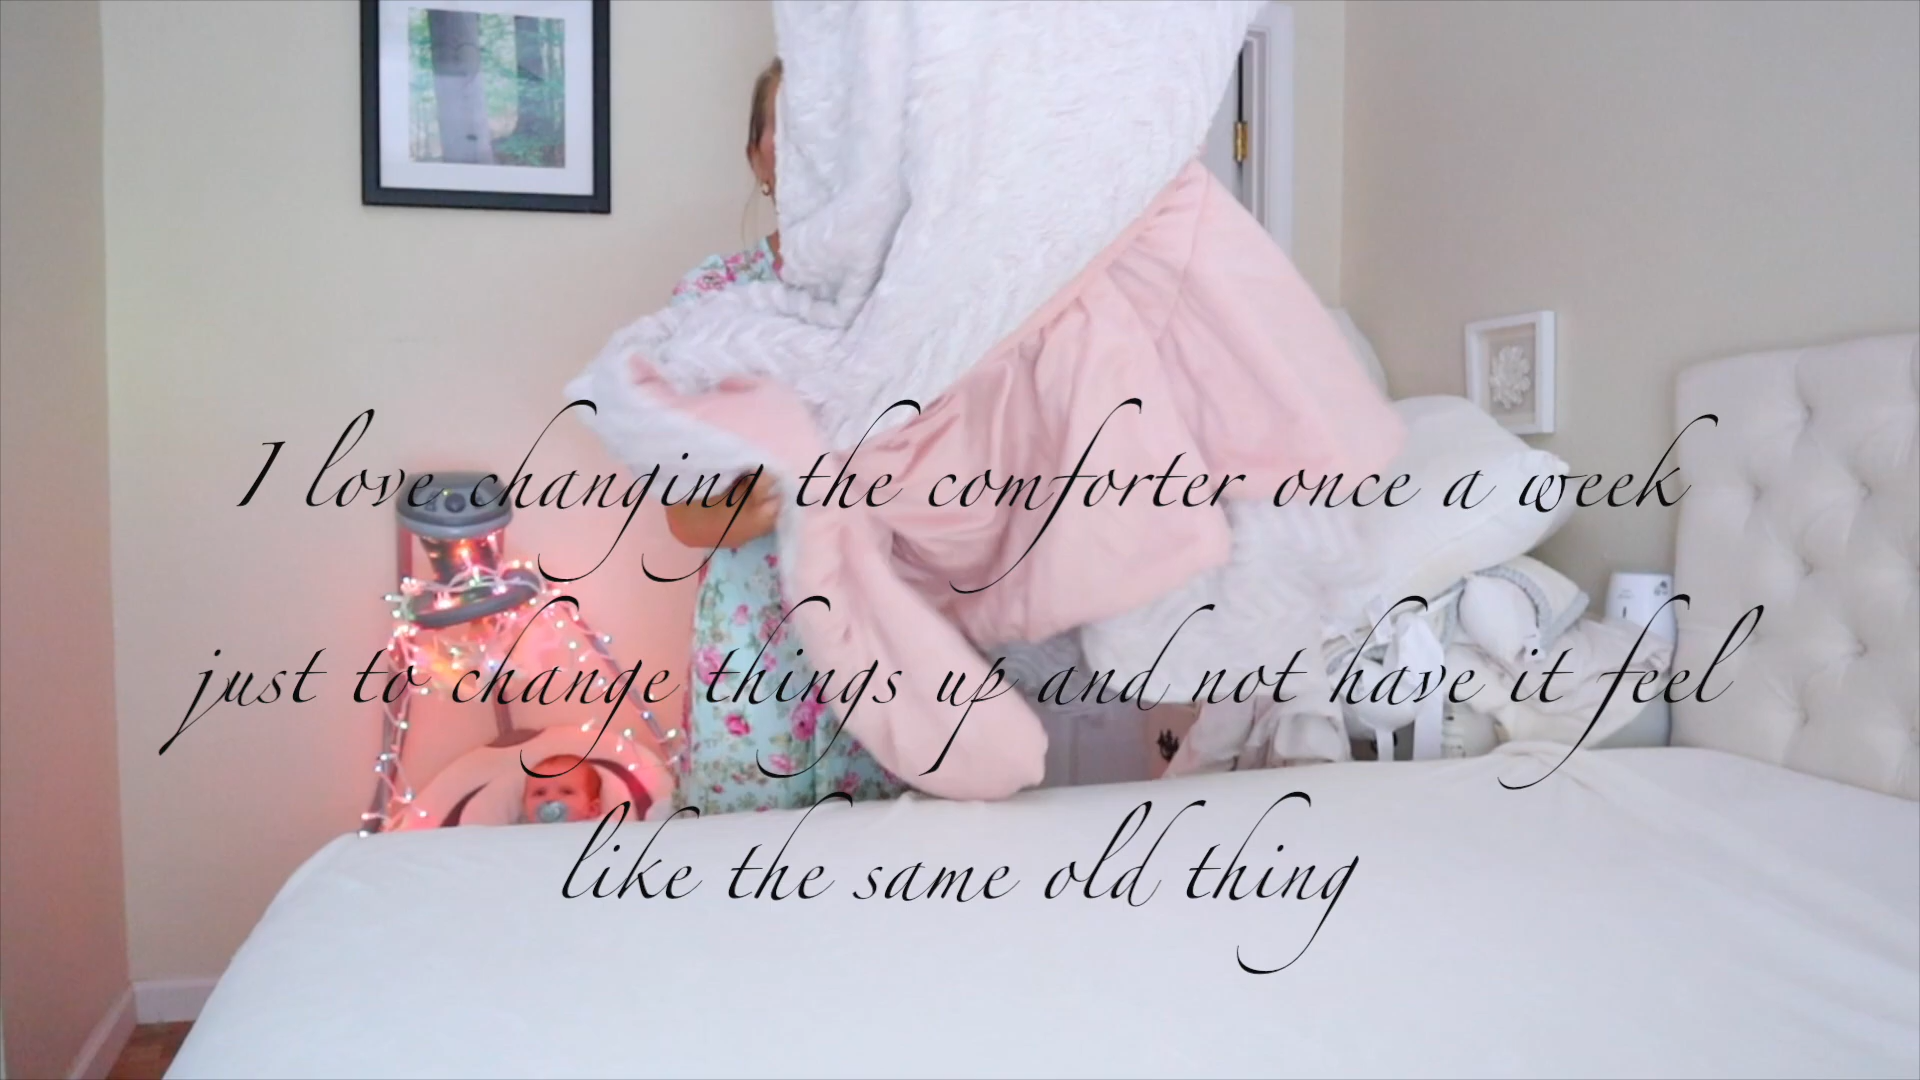 I love changing the comforter once a week
just to change things up and not have it feel
like the same old thing